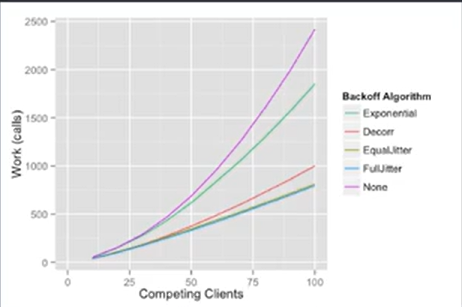 2500
2000
1500
1000
500
0
Work (calls)
0
25
50
75
100
Competing Clients
Backoff Algorithm
Exponential
Decorr
EqualJitter
FullJitter
None